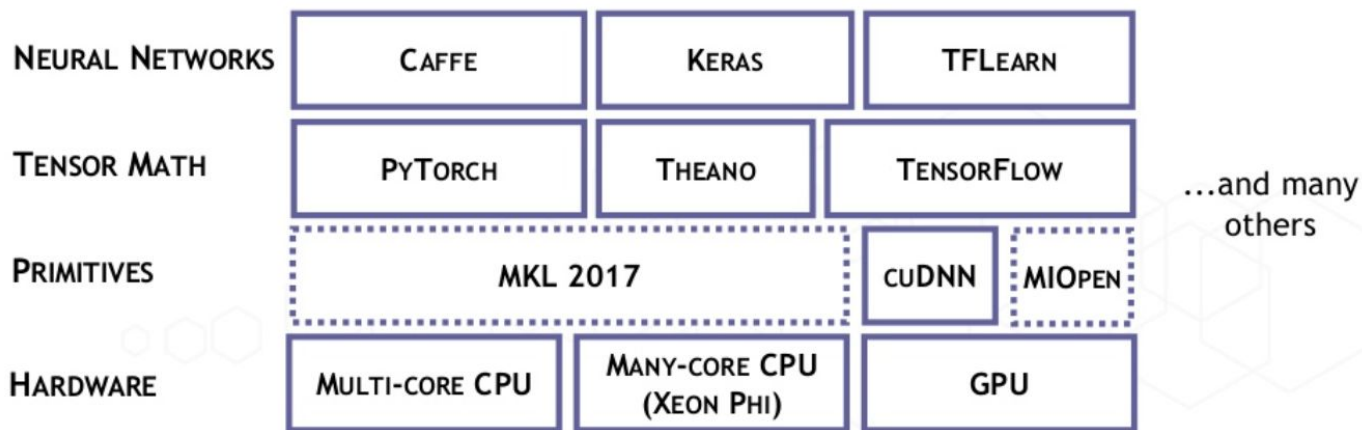 NEURAL NETWORKS
CAFFE
KERAS
TFLEARN
TENSOR MATH
PYTORCH
THEANO
TENSORFLOW
...and many
others
PRIMITIVES
MKL 2017
CUDNN
MIOPEN
HARDWARE
MULTI-CORE CPU
MANY-CORE CPU
(XEON PHI)
GPU